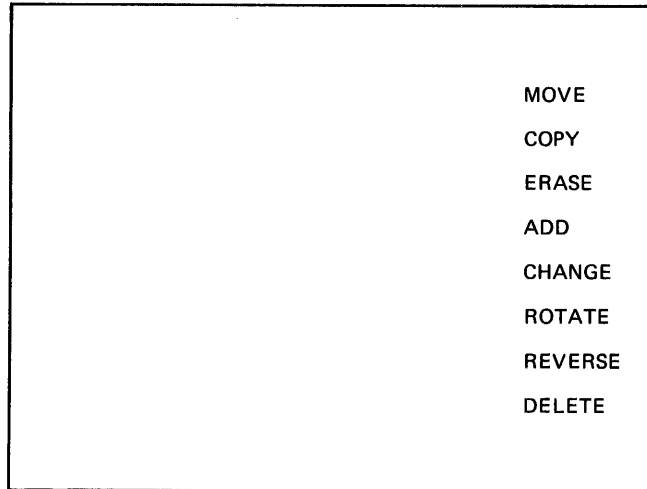 MOVE
COPY
ERASE
ADD
CHANGE
ROTATE
REVERSE
DELETE